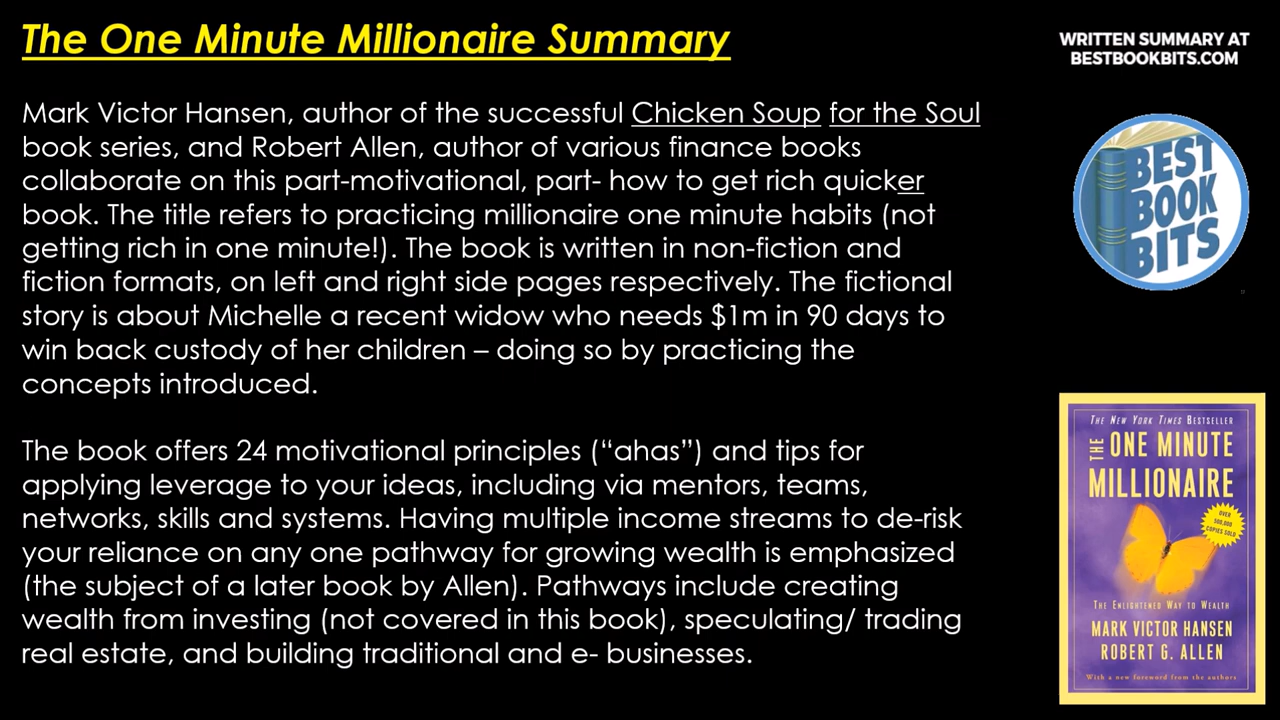 The One Minute Millionaire Summary
WRITTEN SUMMARY AT
BESTBOOKBITS.COM
Mark Victor Hansen, author of the successful Chicken Soup for the Soul
book series, and Robert Allen, author of various finance books
collaborate on this part-motivational, part- how to get rich quicker
book. The title refers to practicing millionaire one minute habits (not
getting rich in one minute!). The book is written in non-fiction and
fiction formats, on left and right side pages respectively. The fictional
story is about Michelle a recent widow who needs $1m in 90 days to
win back custody of her children – doing so by practicing the
concepts introduced.
The book offers 24 motivational principles (“ahas”) and tips for
applying leverage to your ideas, including via mentors, teams,
networks, skills and systems. Having multiple income streams to de-risk
your reliance on any one pathway for growing wealth is emphasized
(the subject of a later book by Allen). Pathways include creating
wealth from investing (not covered in this book), speculating/ trading
real estate, and building traditional and e- businesses.
BEST
BOOK
BITS
THE NEW YORK TIMES BESTSELLER
THE ONE MINUTE
MILLIONAIRE
OVER
500,000
COPIES SOLD
THE ENLIGHTENED WAY TO WEALTH
MARK VICTOR HANSEN
ROBERT G. ALLEN
With a new foreword from the authors